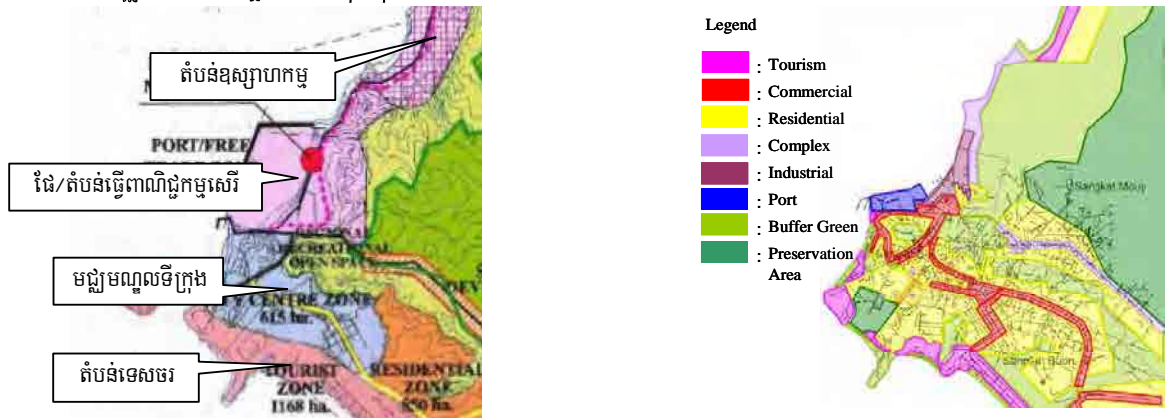 តំបន់ឧស្សាហកម្ម
PORT/FREE
ផែ/តំបន់ធ្វើពាណិជ្ជកម្មសេរី
RECREATIONAL
OPEN SPACE
មជ្ឈមណ្ឌលទីក្រុង
CENTRE ZONE
615 ha.
តំបន់ទេសចរ
TOURIST
ZONE
1168 ha.
RESIDENTIAL
ZONE
850 ha.
Legend
: Tourism
: Commercial
: Residential
: Complex
: Industrial
: Port
: Buffer Green
: Preservation
Area
Sangkat Buon